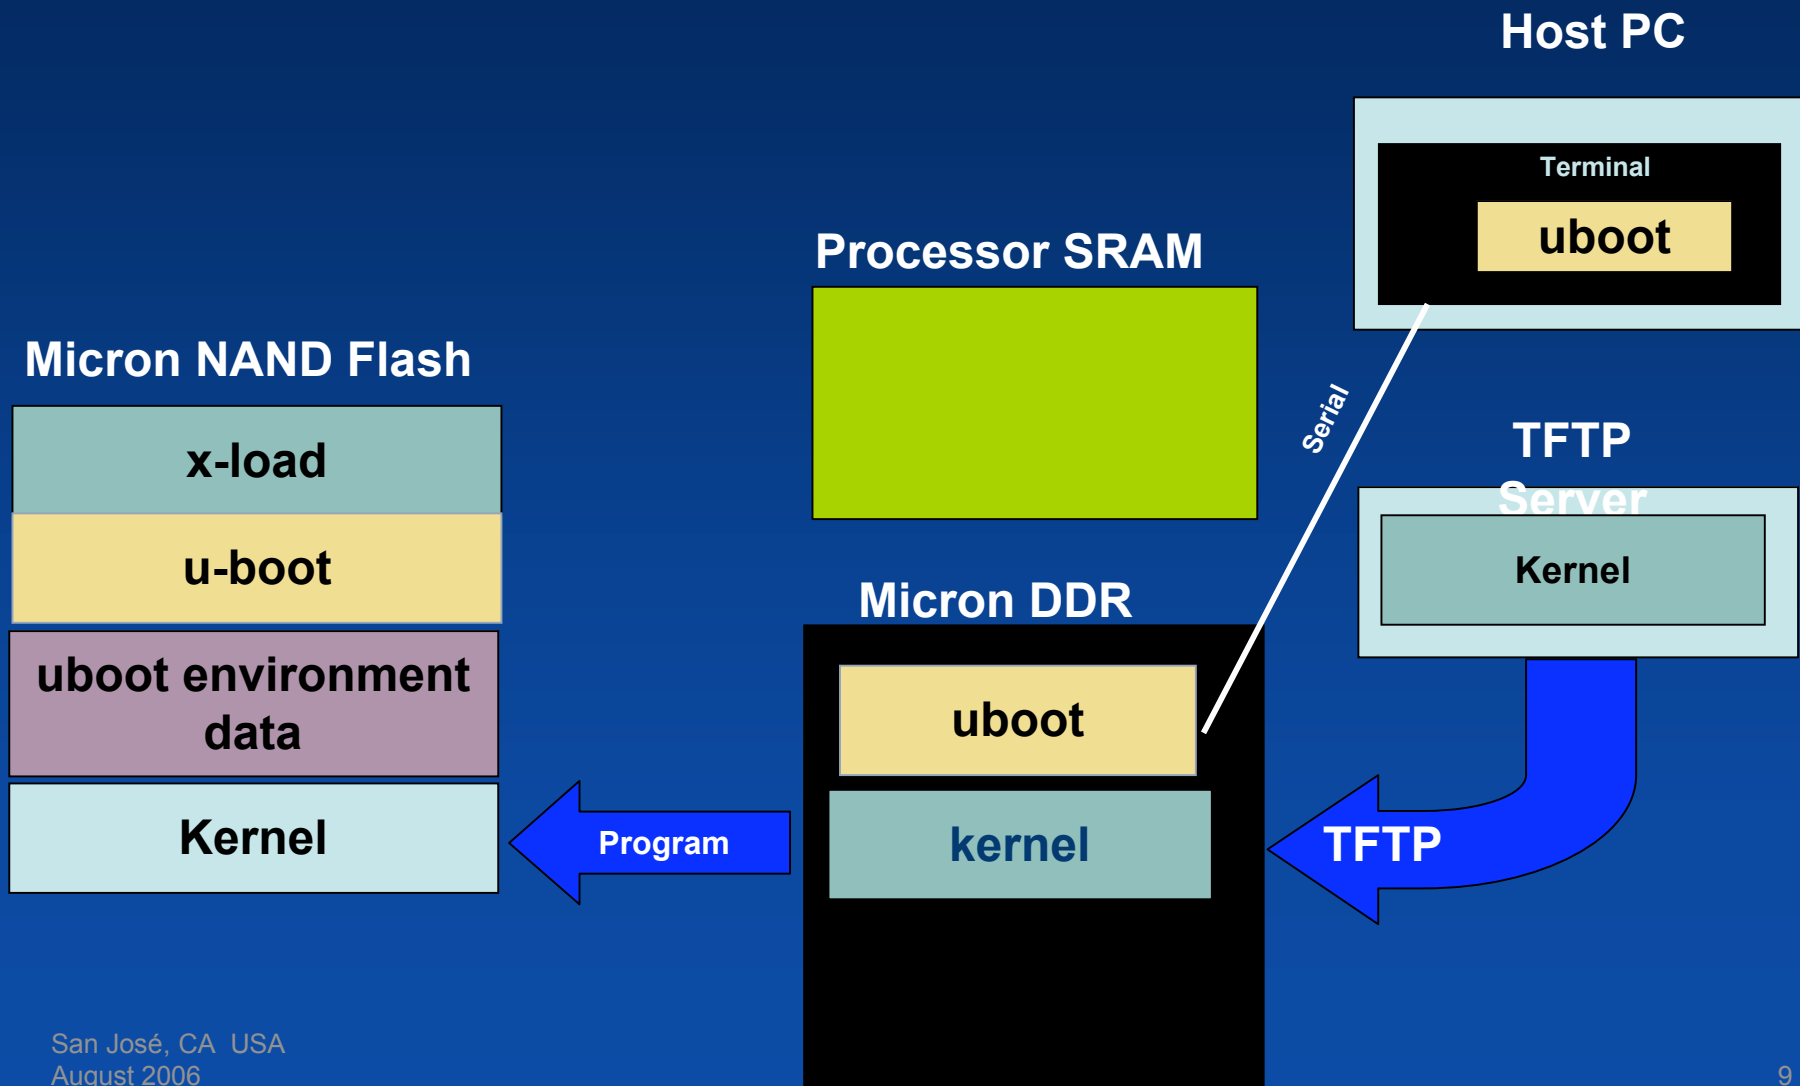 Host PC
Terminal
uboot
Processor SRAM
Micron NAND Flash
Serial
TFTP
Server
x-load
Kernel
u-boot
Micron DDR
uboot environment
data
uboot
Kernel
Program
kernel
TFTP
San José, CA USA
August 2006
9